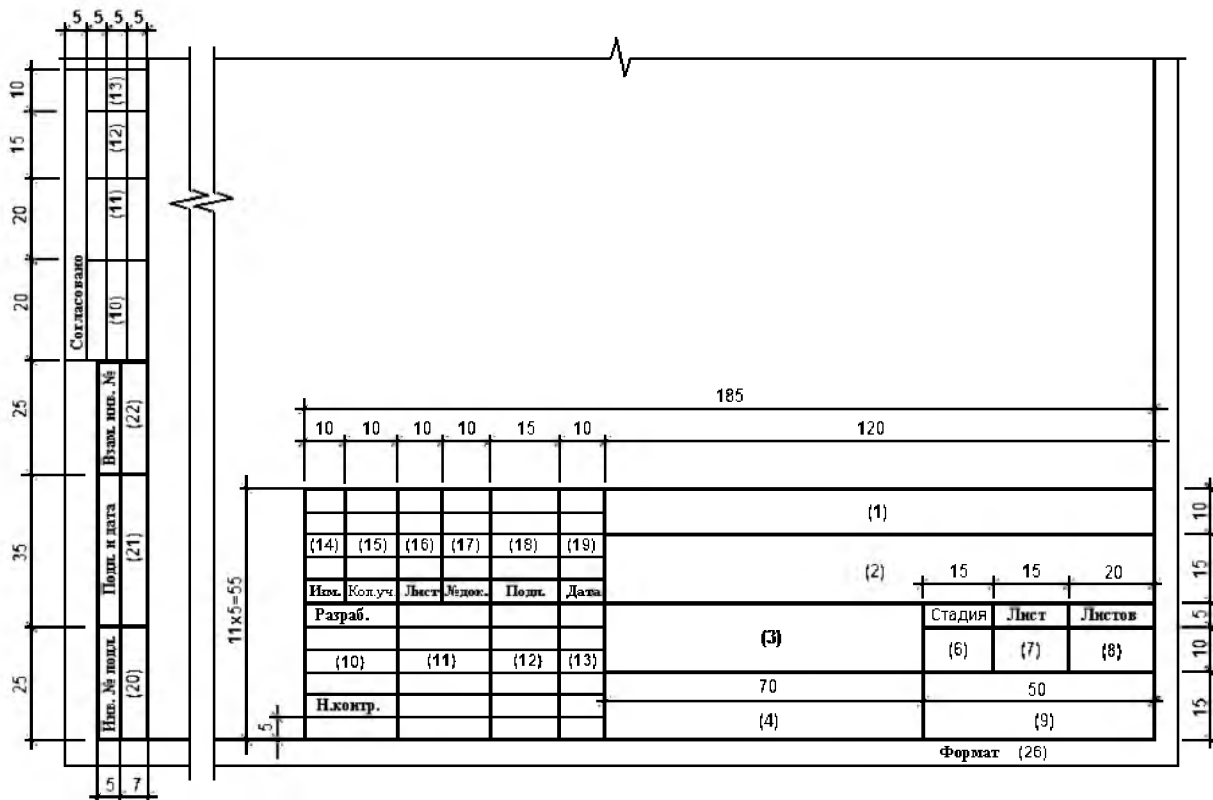 5 5 5 5
10 (13)
15 (12)
20 (11)
20 Согласовано (10)
25 Взам. инв. № (22)
35 Подп. и дата (21)
25 Инв. № подл. (20)
5 7
185
10 10 10 10 15 10 120
11x5=55
5
(1) 10
(14) (15) (16) (17) (18) (19)
(2) 15 15 20 15
Изм. Кол.уч. Лист №док. Подп. Дата
Разраб. Стадия Лист Листов 5
(3)
(10) (11) (12) (13) (6) (7) (8) 10
70 50
Н.контр. 15
(4) (9)
Формат (26)